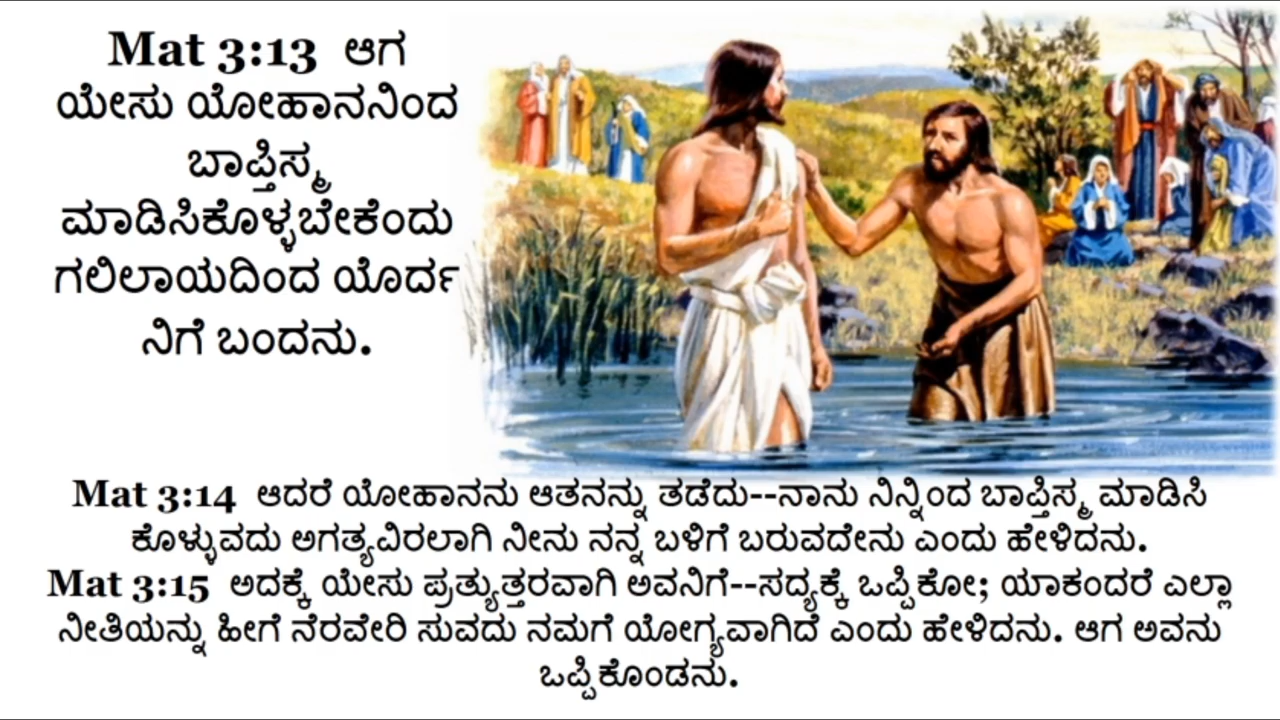 Mat 3:13 ಆಗ
ಯೇಸು ಯೋಹಾನನಿಂದ
ಬಾಪ್ತಿಸ್ಮ
ಮಾಡಿಸಿಕೊಳ್ಳಬೇಕೆಂದು
ಗಲಿಲಾಯದಿಂದ ಯೊರ್ದ
ನಿಗೆ ಬಂದನು.
Mat 3:14 ಆದರೆ ಯೋಹಾನನು ಆತನನ್ನು ತಡೆದು--ನಾನು ನಿನ್ನಿಂದ ಬಾಪ್ತಿಸ್ಮ ಮಾಡಿಸಿ
ಕೊಳ್ಳುವದು ಅಗತ್ಯವಿರಲಾಗಿ ನೀನು ನನ್ನ ಬಳಿಗೆ ಬರುವದೇನು ಎಂದು ಹೇಳಿದನು.
Mat 3:15 ಅದಕ್ಕೆ ಯೇಸು ಪ್ರತ್ಯುತ್ತರವಾಗಿ ಅವನಿಗೆ--ಸದ್ಯಕ್ಕೆ ಒಪ್ಪಿಕೋ; ಯಾಕಂದರೆ ಎಲ್ಲಾ
ನೀತಿಯನ್ನು ಹೀಗೆ ನೆರವೇರಿ ಸುವದು ನಮಗೆ ಯೋಗ್ಯವಾಗಿದೆ ಎಂದು ಹೇಳಿದನು. ಆಗ ಅವನು
ಒಪ್ಪಿಕೊಂಡನು.